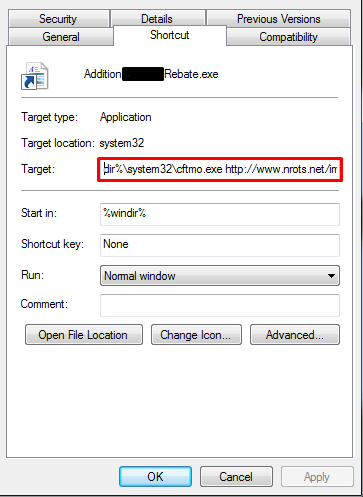 Security Details Previous Versions
General Shortcut Compatibility
Addition Rebate.exe
Target type: Application
Target location: system32
Target: dir%\system32\cftmo.exe http://www.nrots.net/im
Start in: %windir%
Shortcut key: None
Run: Normal window
Comment:
Open File Location Change Icon... Advanced...
OK Cancel Apply